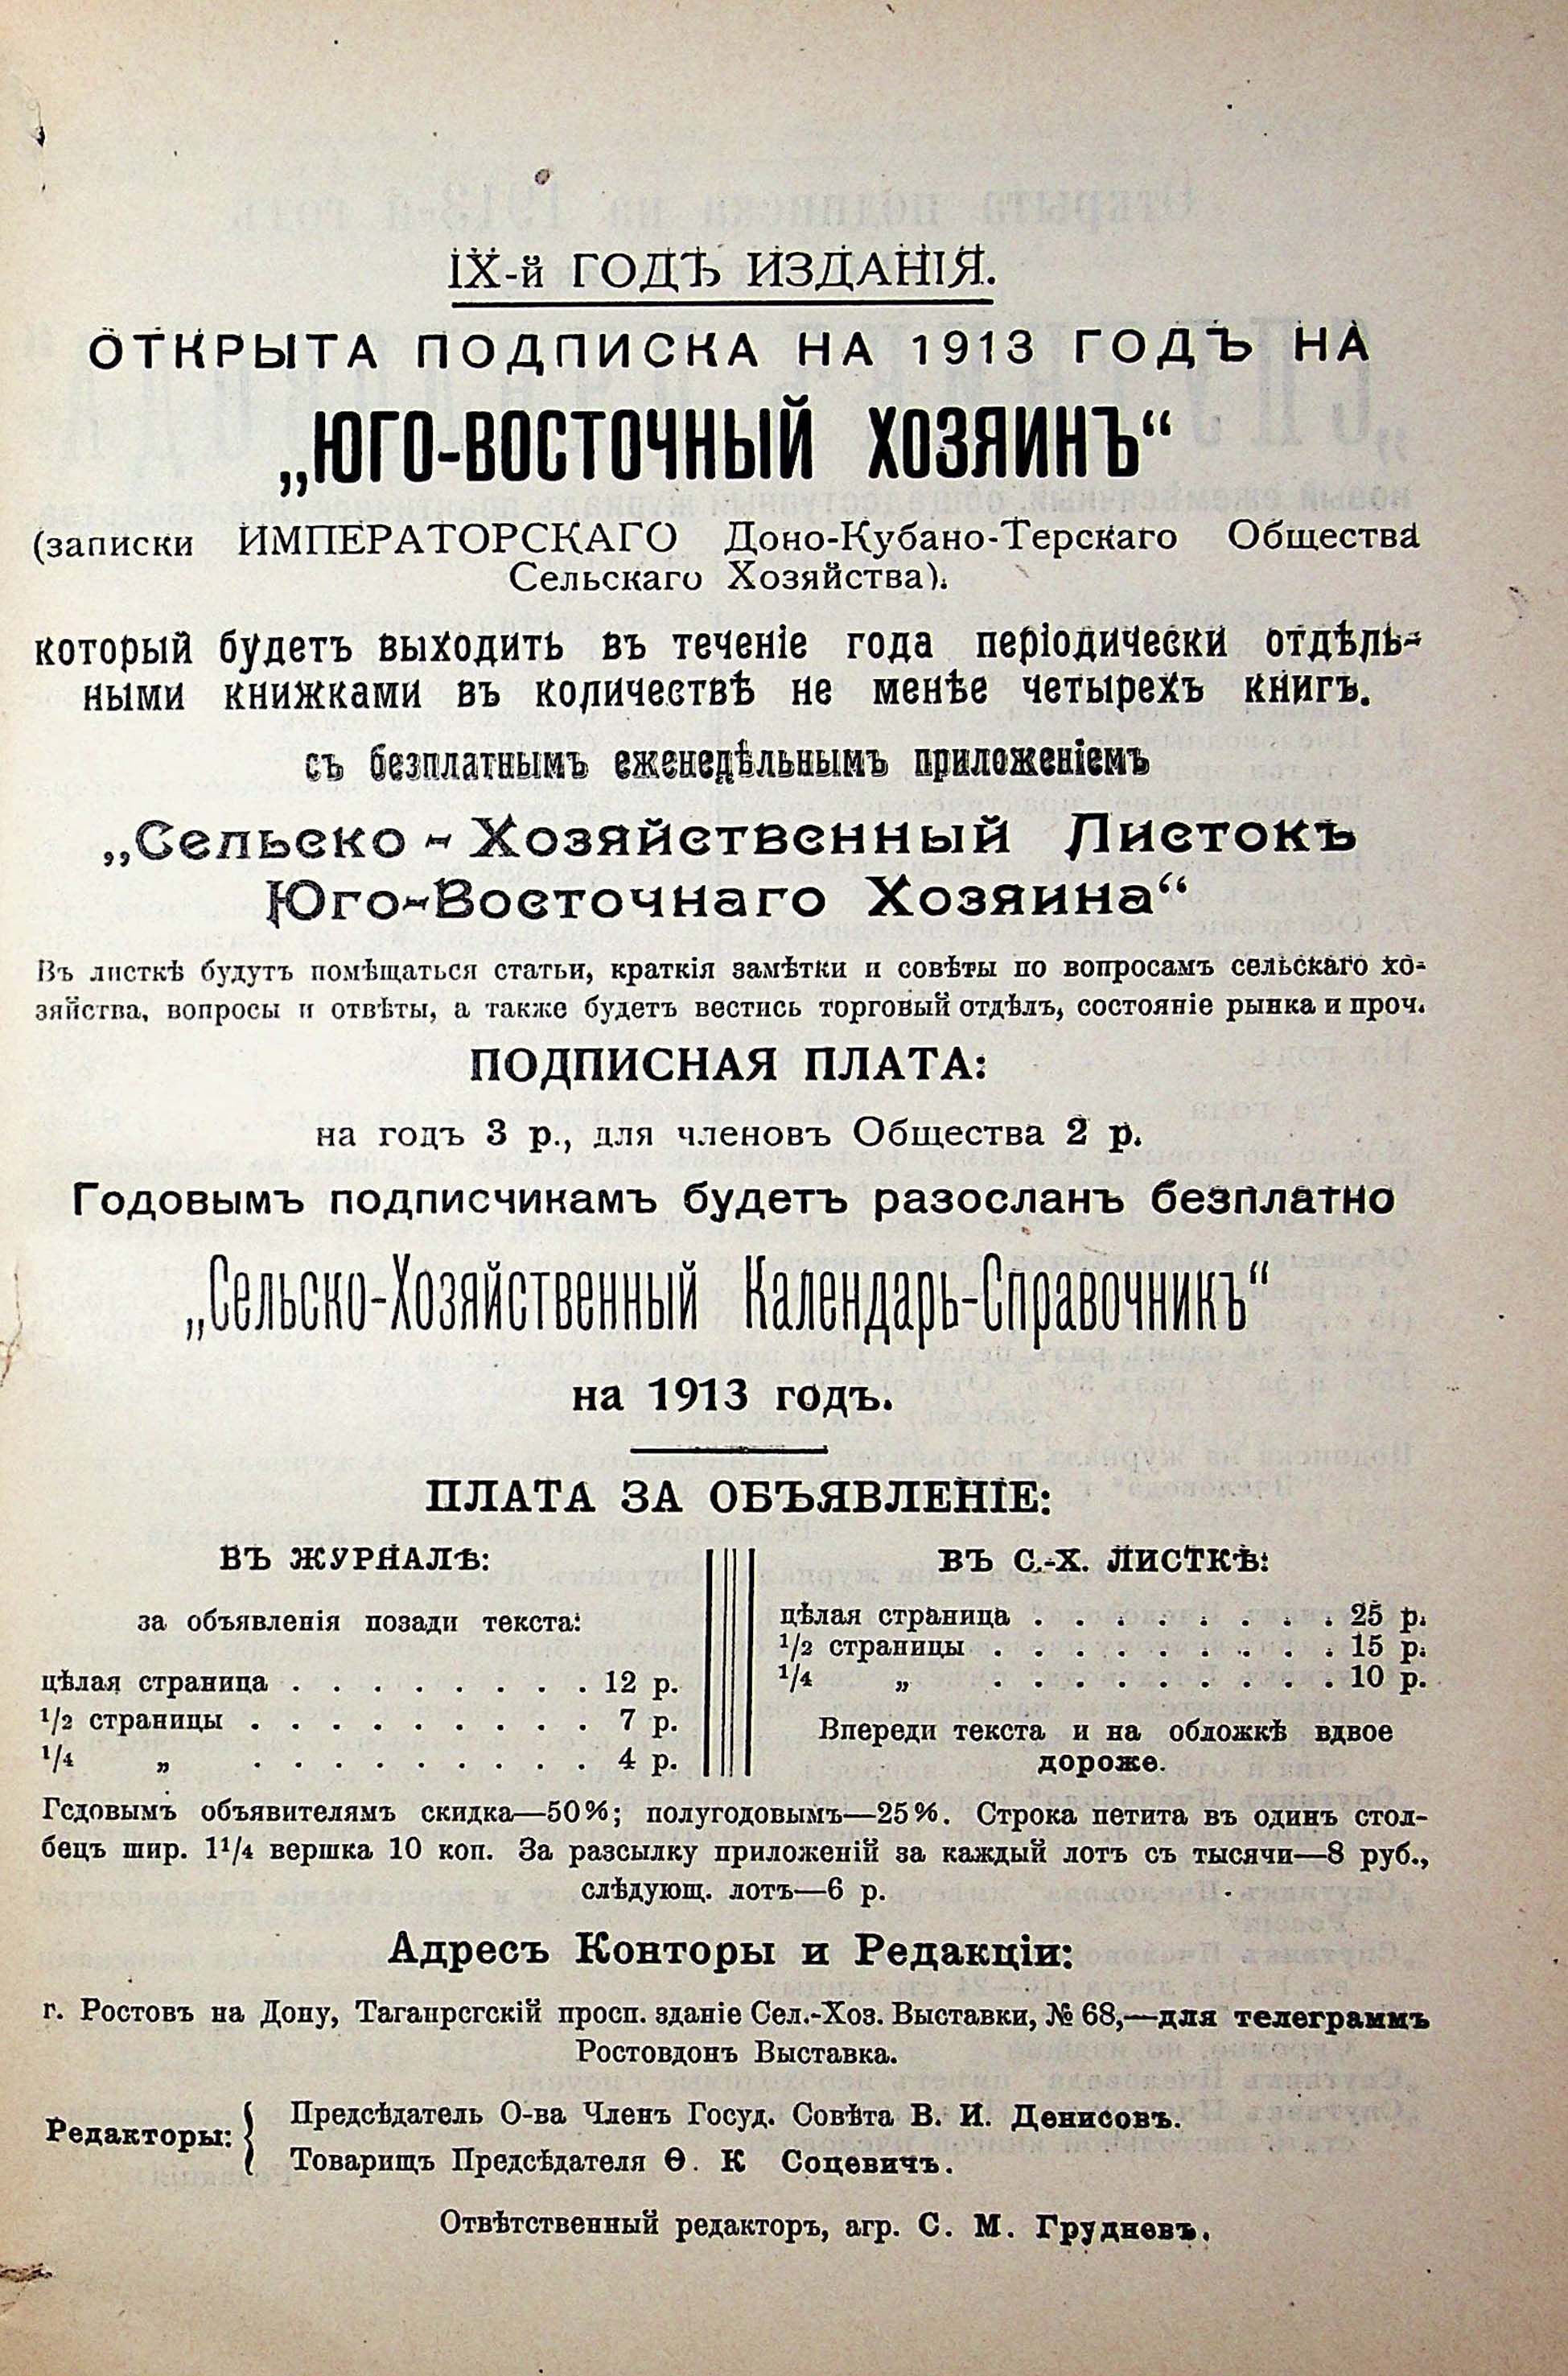 IX-й ГОДЪ ИЗДАНІЯ.
ОТКРЫТА ПОДПИСКА НА 1913 ГОДЪ НА
„ЮГО-ВОСТОЧНЫЙ ХОЗЯИНЪ“
(записки ИМПЕРАТОРСКАГО Доно-Кубано-Терскаго Общества
Сельскаго Хозяйства).
который будетъ выходить въ теченіе года періодически отдѣль-
ными книжками въ количествѣ не менѣе четырехъ книгъ.
съ безплатнымъ еженедѣльнымъ приложеніемъ
„Сельско-Хозяйственный Листокъ
Юго-Восточнаго Хозяина“
Въ листкѣ будутъ помѣщаться статьи, краткія замѣтки и совѣты по вопросамъ сельскаго хо-
зяйства, вопросы и отвѣты, а также будетъ вестись торговый отдѣлъ, состояніе рынка и проч.
ПОДПИСНАЯ ПЛАТА:
на годъ 3 р., для членовъ Общества 2 р.
Годовымъ подписчикамъ будетъ разосланъ безплатно
„Сельско-Хозяйственный Календарь-Справочникъ“
на 1913 годъ.
ПЛАТА ЗА ОБЪЯВЛЕНІЕ:
ВЪ ЖУРНАЛѢ:
за объявленія позади текста:
цѣлая страница . . . . . . . . 12 р.
1/2 страницы . . . . . . . . . 7 р.
1/4 „ . . . . . . . . . 4 р.
ВЪ С.-Х. ЛИСТКѢ:
цѣлая страница . . . . . . . . 25 р.
1/2 страницы . . . . . . . . . 15 р.
1/4 „ . . . . . . . . . 10 р.
Впереди текста и на обложкѣ вдвое
дороже.
Гсдовымъ объявителямъ скидка—50%; полугодовымъ—25%. Строка петита въ одинъ стол-
бецъ шир. 1¹/4 вершка 10 коп. За разсылку приложеній за каждый лотъ съ тысячи—8 руб.,
слѣдующ. лотъ—6 р.
Адресъ Конторы и Редакціи:
г. Ростовъ на Дону, Таганрсгскій просп. зданіе Сел.-Хоз. Выставки, № 68,—для телеграммъ
Ростовдонъ Выставка.
Редакторы:
Предсѣдатель О-ва Членъ Госуд. Совѣта В. И. Денисовъ.
Товарищъ Предсѣдателя Ѳ. К Соцевичъ.
Отвѣтственный редакторъ, агр. С. М. Грудневъ.